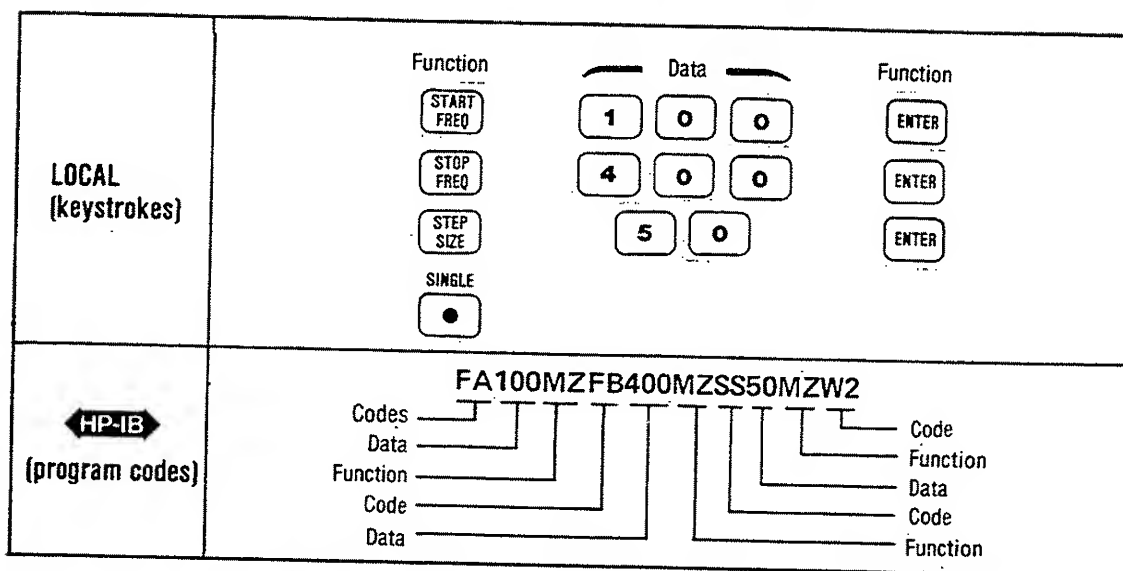 Function Data Function
START FREQ 1 0 0 ENTER
STOP FREQ 4 0 0 ENTER
STEP SIZE 5 0 ENTER
SINGLE
LOCAL
(keystrokes)
FA100MZFB400MZSS50MZW2
HP-IB
(program codes)
Codes
Data
Function
Code
Data
Code
Function
Data
Code
Function